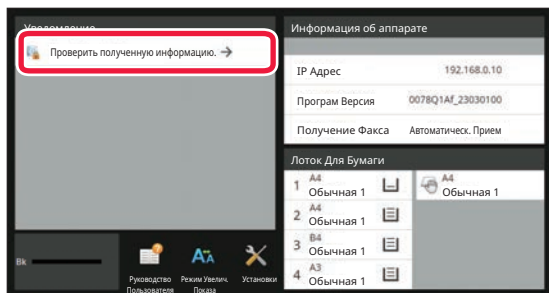 Уведомление
Проверить полученную информацию. →
Bk
Руководство Пользователя
Режим Увелич. Показа
Установки
Информация об аппарате
IP Адрес 192.168.0.10
Програм Версия 0078Q1Af_23030100
Получение Факса Автоматическ. Прием
Лоток Для Бумаги
1 A4 Обычная 1
A4 Обычная 1
2 A4 Обычная 1
3 B4 Обычная 1
4 A3 Обычная 1